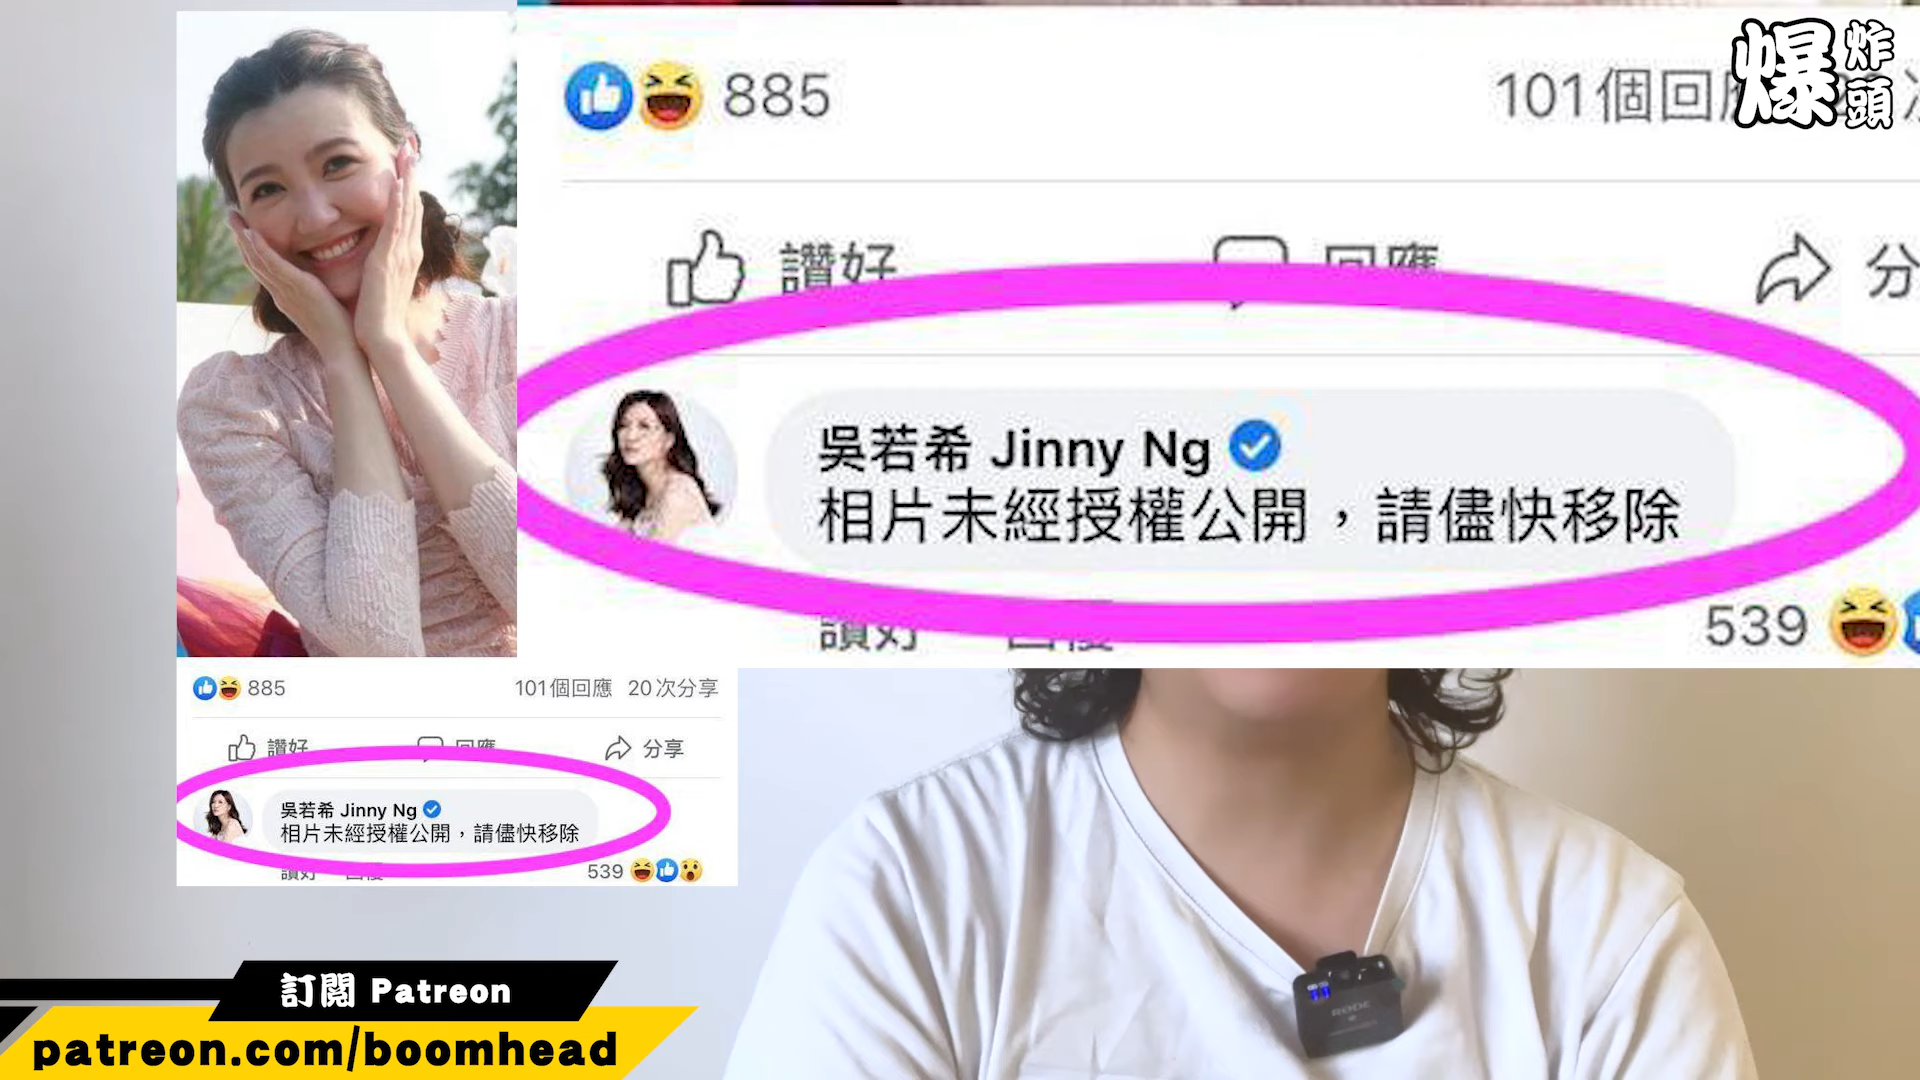 885
101個回
爆炸頭
讚好
回應
分
吳若希 Jinny Ng
相片未經授權公開，請儘快移除
讚好 回覆
539
885 101個回應 20次分享
讚好 回應 分享
吳若希 Jinny Ng
相片未經授權公開，請儘快移除
讚好 回覆
539
RODE
訂閱 Patreon
patreon.com/boomhead